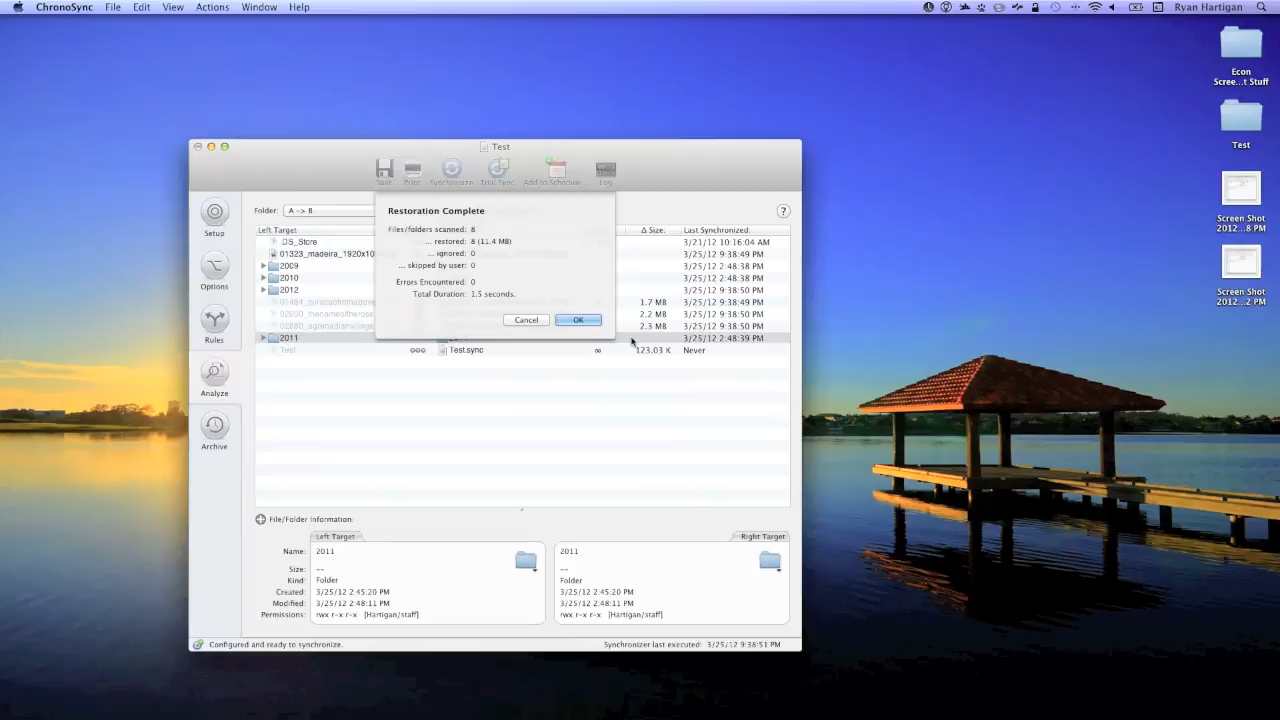 ChronoSync File Edit View Actions Window Help
Ryan Hartigan
Econ
Scree...t Stuff
Test
Screen Shot
2012...8 PM
Screen Shot
2012...2 PM
Test
Save Print Synchronize Trial Sync Add to Schedule... Log
Setup
Options
Rules
Analyze
Archive
Folder: A -> B
?
Left Target Δ Size: Last Synchronized:
.DS_Store 3/21/12 10:16:04 AM
01323_madeira_1920x10 3/25/12 9:38:49 PM
2009 3/25/12 2:48:38 PM
2010 3/25/12 2:48:38 PM
2012 3/25/12 9:38:50 PM
1.7 MB 3/25/12 9:38:49 PM
2.2 MB 3/25/12 9:38:50 PM
2.3 MB 3/25/12 9:38:50 PM
2011 3/25/12 2:48:39 PM
Test Test.sync ∞ 123.03 K Never
Restoration Complete
Files/folders scanned: 8
... restored: 8 (11.4 MB)
... ignored: 0
... skipped by user: 0
Errors Encountered: 0
Total Duration: 1.5 seconds.
Cancel OK
File/Folder Information:
Left Target Right Target
Name: 2011 2011
Size: -- --
Kind: Folder Folder
Created: 3/25/12 2:45:20 PM 3/25/12 2:45:20 PM
Modified: 3/25/12 2:48:11 PM 3/25/12 2:48:11 PM
Permissions: rwx r-x r-x [Hartigan/staff] rwx r-x r-x [Hartigan/staff]
Configured and ready to synchronize. Synchronizer last executed: 3/25/12 9:38:51 PM